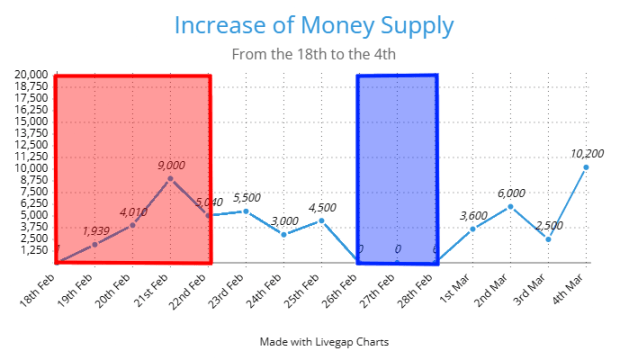 Increase of Money Supply
From the 18th to the 4th
20,000
18,750
17,500
16,250
15,000
13,750
12,500
11,250
10,000
8,750
7,500
6,250
5,000
3,750
2,500
1,250
1,939
4,010
9,000
5,040
5,500
3,000
4,500
0
0
3,600
6,000
2,500
10,200
18th Feb
19th Feb
20th Feb
21st Feb
22nd Feb
23rd Feb
24th Feb
25th Feb
26th Feb
27th Feb
28th Feb
1st Mar
2nd Mar
3rd Mar
4th Mar
Made with Livegap Charts